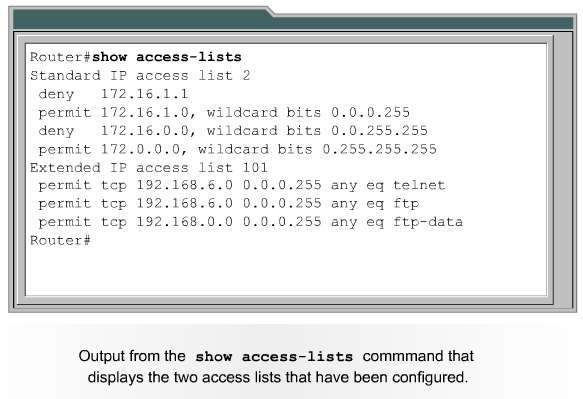 Router#show access-lists
Standard IP access list 2
 deny   172.16.1.1
 permit 172.16.1.0, wildcard bits 0.0.0.255
 deny   172.16.0.0, wildcard bits 0.0.255.255
 permit 172.0.0.0, wildcard bits 0.255.255.255
Extended IP access list 101
 permit tcp 192.168.6.0 0.0.0.255 any eq telnet
 permit tcp 192.168.6.0 0.0.0.255 any eq ftp
 permit tcp 192.168.0.0 0.0.0.255 any eq ftp-data
Router#
Output from the show access-lists commmand that
displays the two access lists that have been configured.